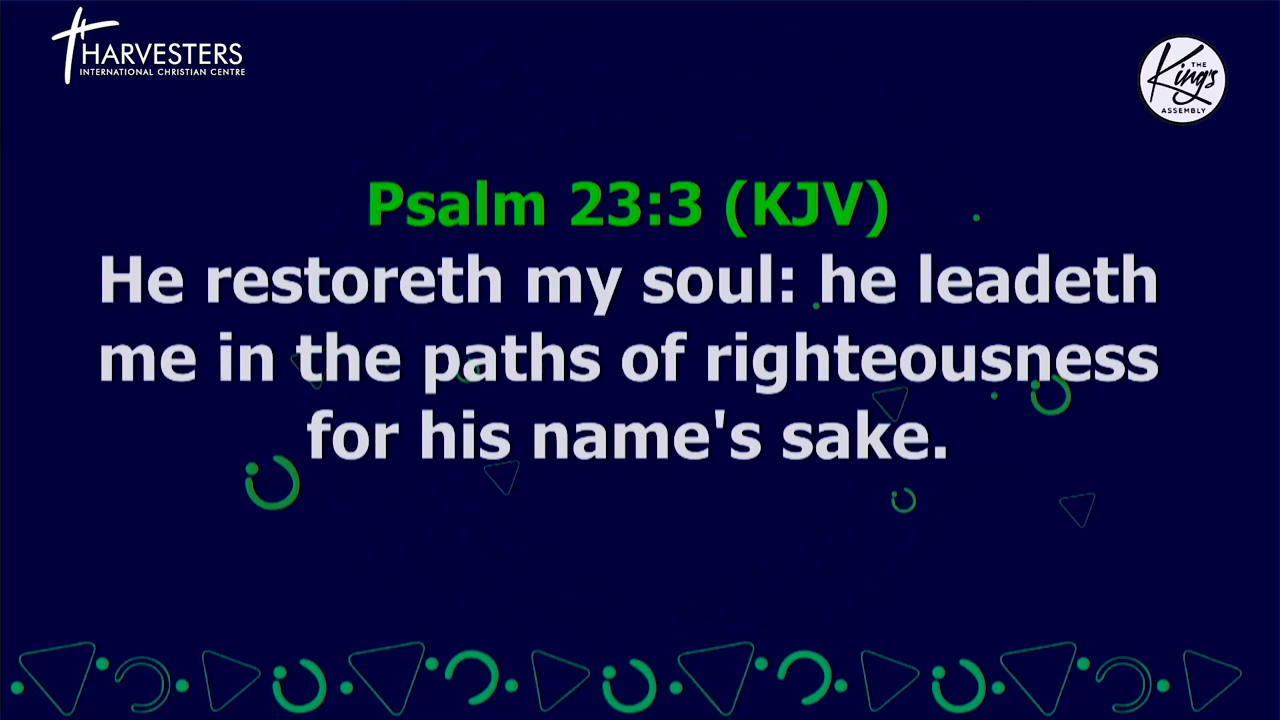 HARVESTERS
INTERNATIONAL CHRISTIAN CENTRE
THE
King's
ASSEMBLY
Psalm 23:3 (KJV)
He restoreth my soul: he leadeth
me in the paths of righteousness
for his name's sake.